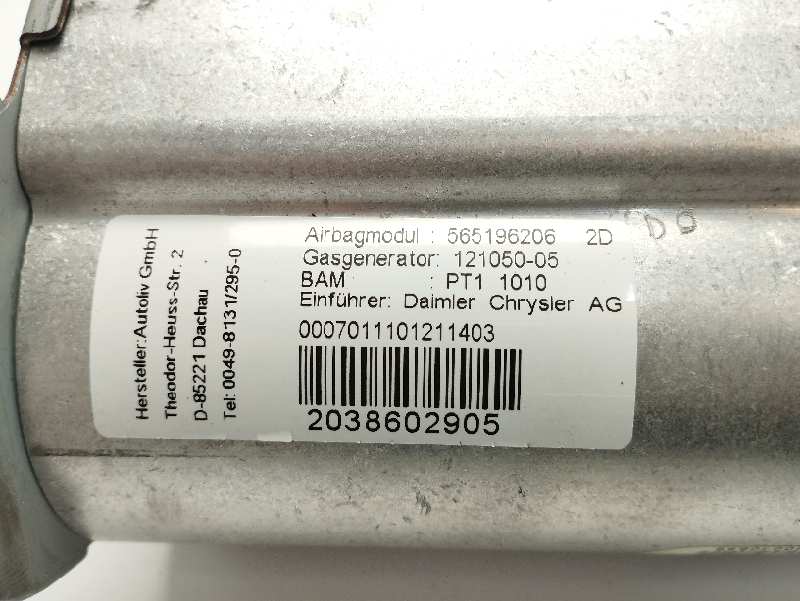 Hersteller:Autoliv GmbH
Theodor-Heuss-Str. 2
D-85221 Dachau
Tel: 0049-8131/295-0
Airbagmodul : 565196206 2D
Gasgenerator: 121050-05
BAM : PT1 1010
Einführer: Daimler Chrysler AG
0007011101211403
2038602905